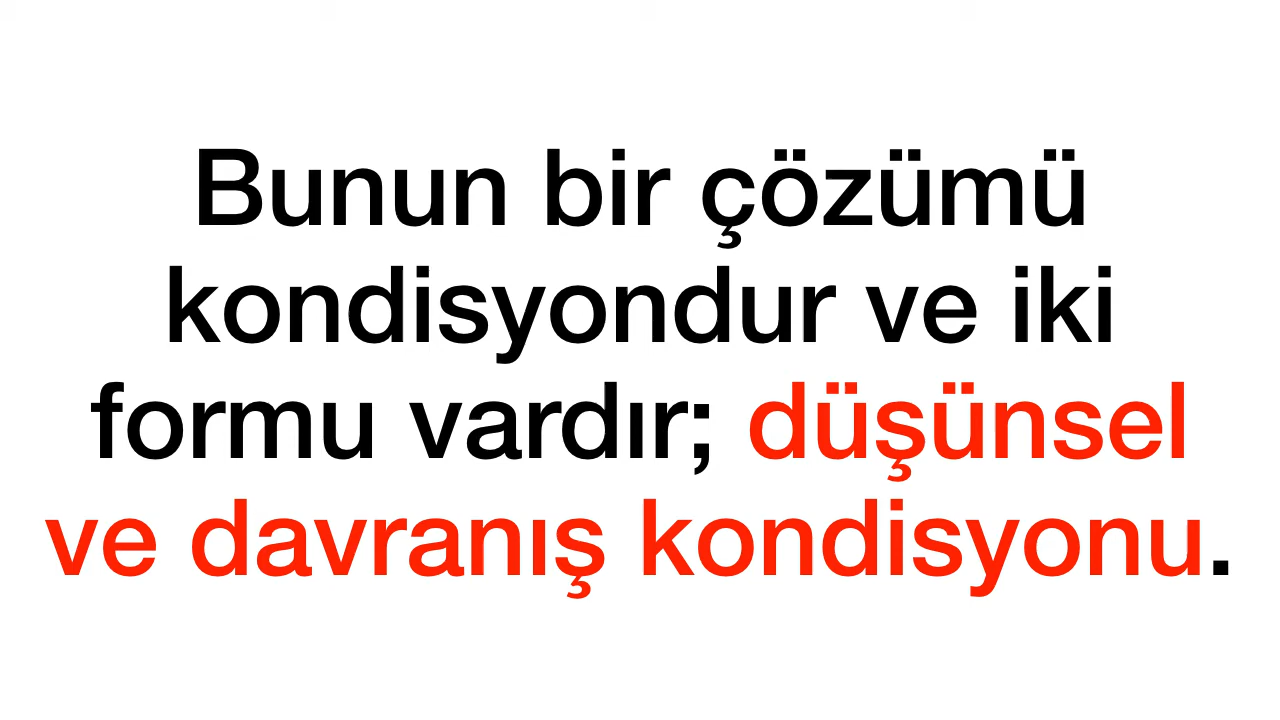 Bunun bir çözümü
kondisyondur ve iki
formu vardır; düşünsel
ve davranış kondisyonu.